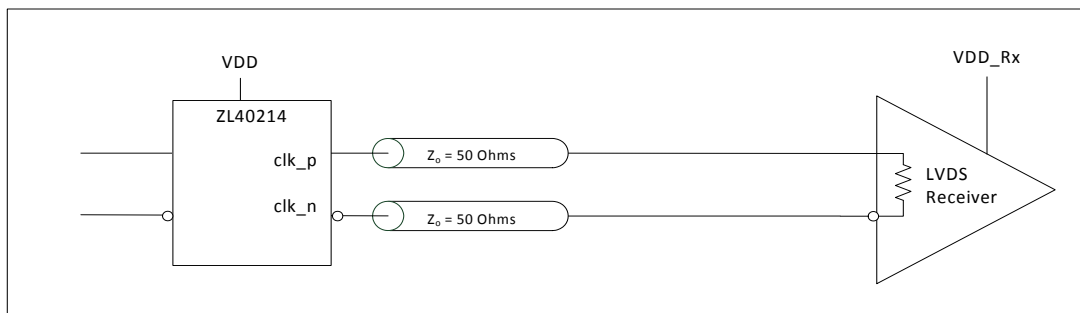 VDD
ZL40214
clk_p
clk_n
Zₒ = 50 Ohms
Zₒ = 50 Ohms
VDD_Rx
LVDS
Receiver